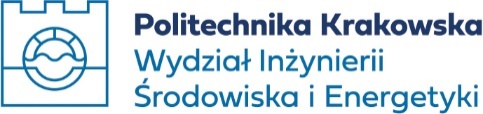 Politechnika Krakowska
Wydział Inżynierii
Środowiska i Energetyki